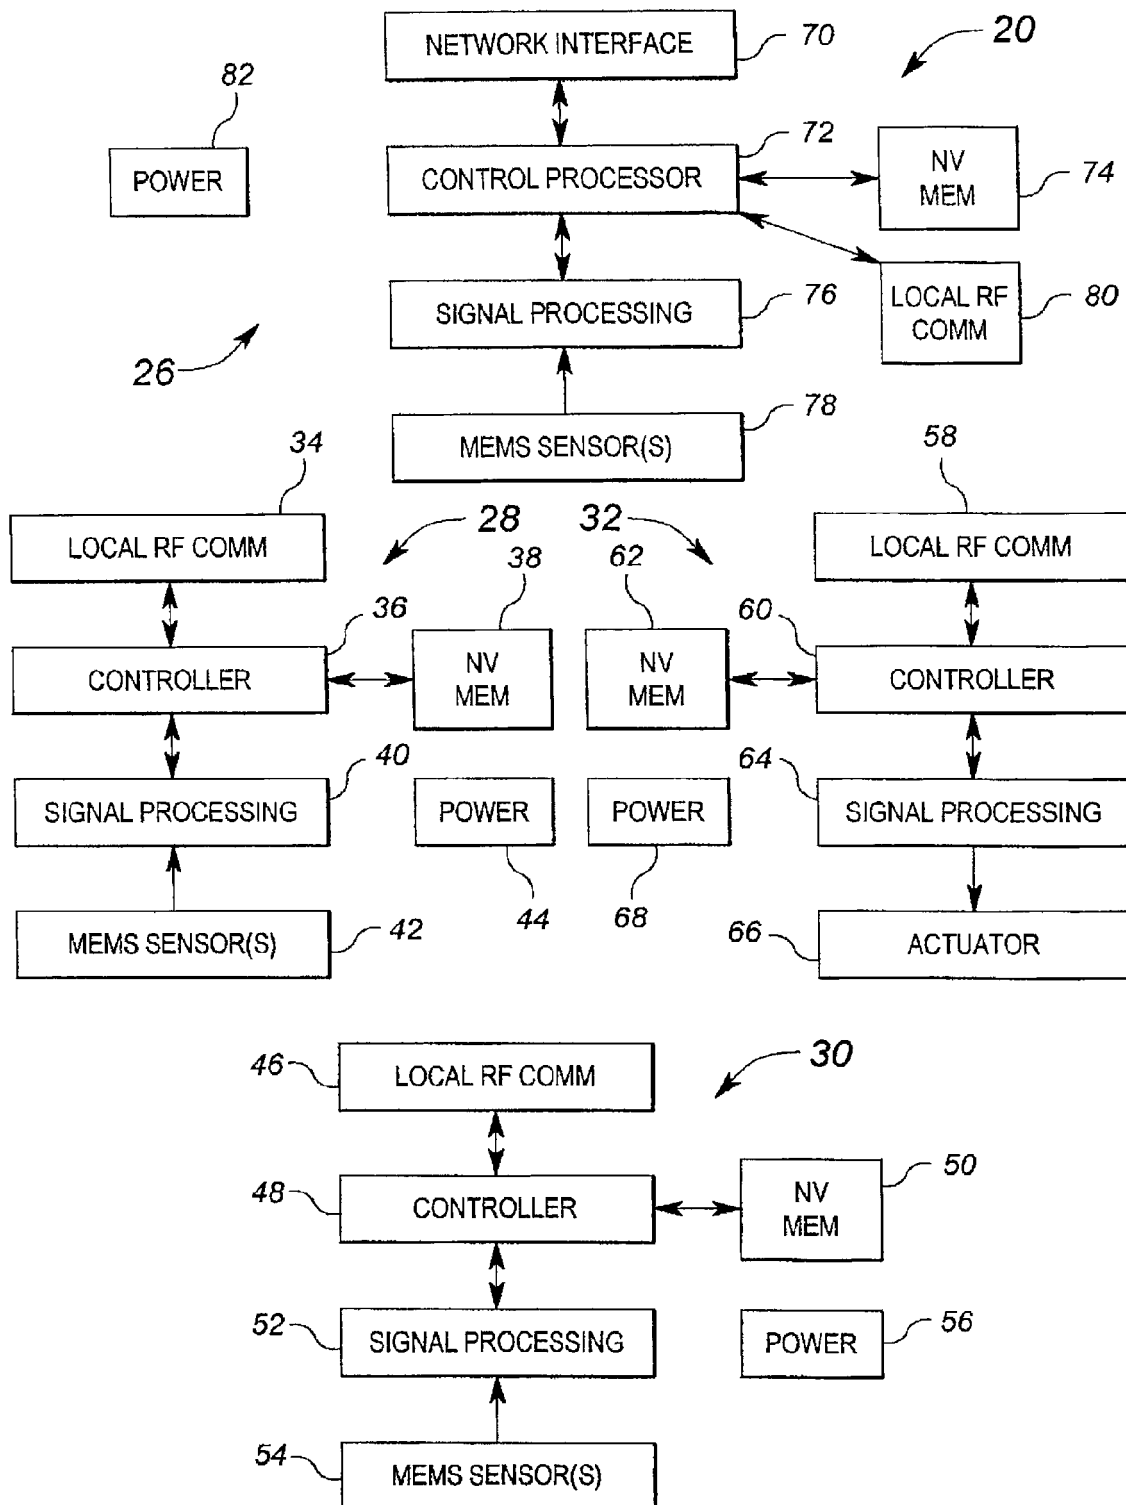 NETWORK INTERFACE
70
20
82
72
POWER
CONTROL PROCESSOR
NV
MEM
74
76
SIGNAL PROCESSING
LOCAL RF
COMM
80
26
78
MEMS SENSOR(S)
34
58
28
32
LOCAL RF COMM
LOCAL RF COMM
38
62
36
60
CONTROLLER
NV
MEM
NV
MEM
CONTROLLER
40
64
SIGNAL PROCESSING
POWER
POWER
SIGNAL PROCESSING
44
68
MEMS SENSOR(S)
42
66
ACTUATOR
46
LOCAL RF COMM
30
48
CONTROLLER
NV
MEM
50
52
SIGNAL PROCESSING
POWER
56
54
MEMS SENSOR(S)